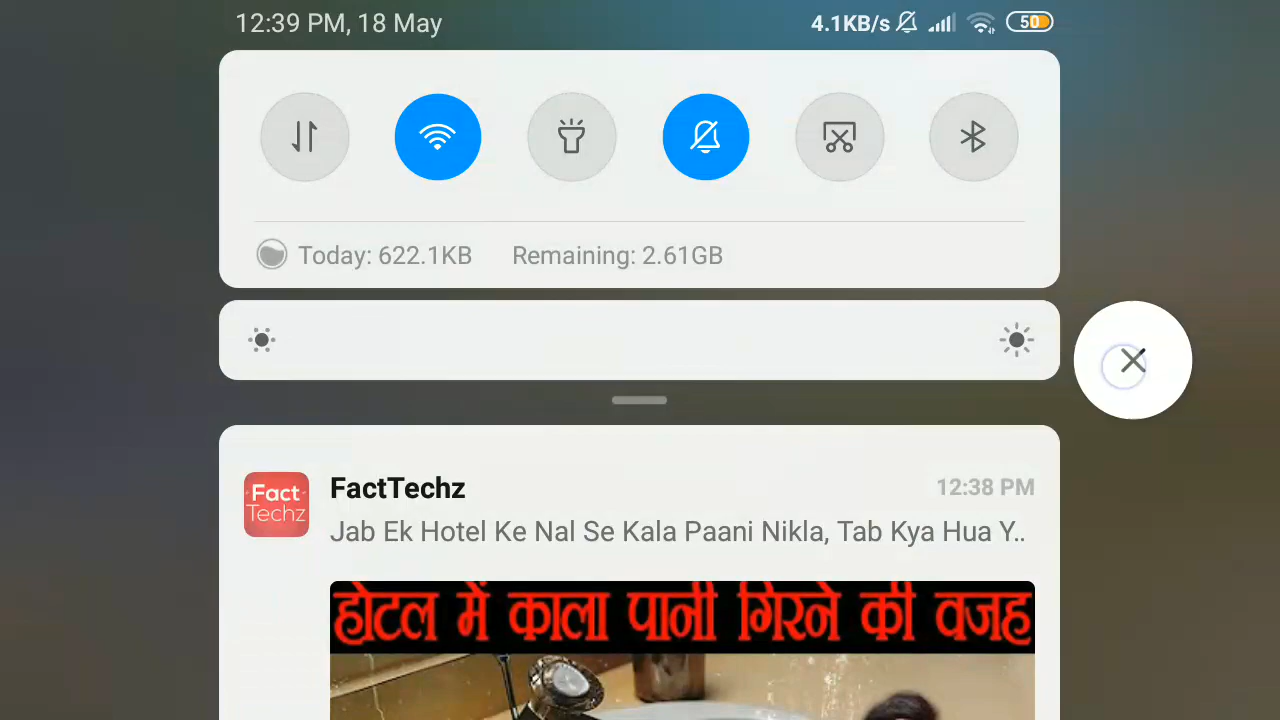 12:39 PM, 18 May 4.1KB/s 50
Today: 622.1KB Remaining: 2.61GB
Fact
Techz
FactTechz 12:38 PM
Jab Ek Hotel Ke Nal Se Kala Paani Nikla, Tab Kya Hua Y..
होटल में काला पानी गिरने की वजह